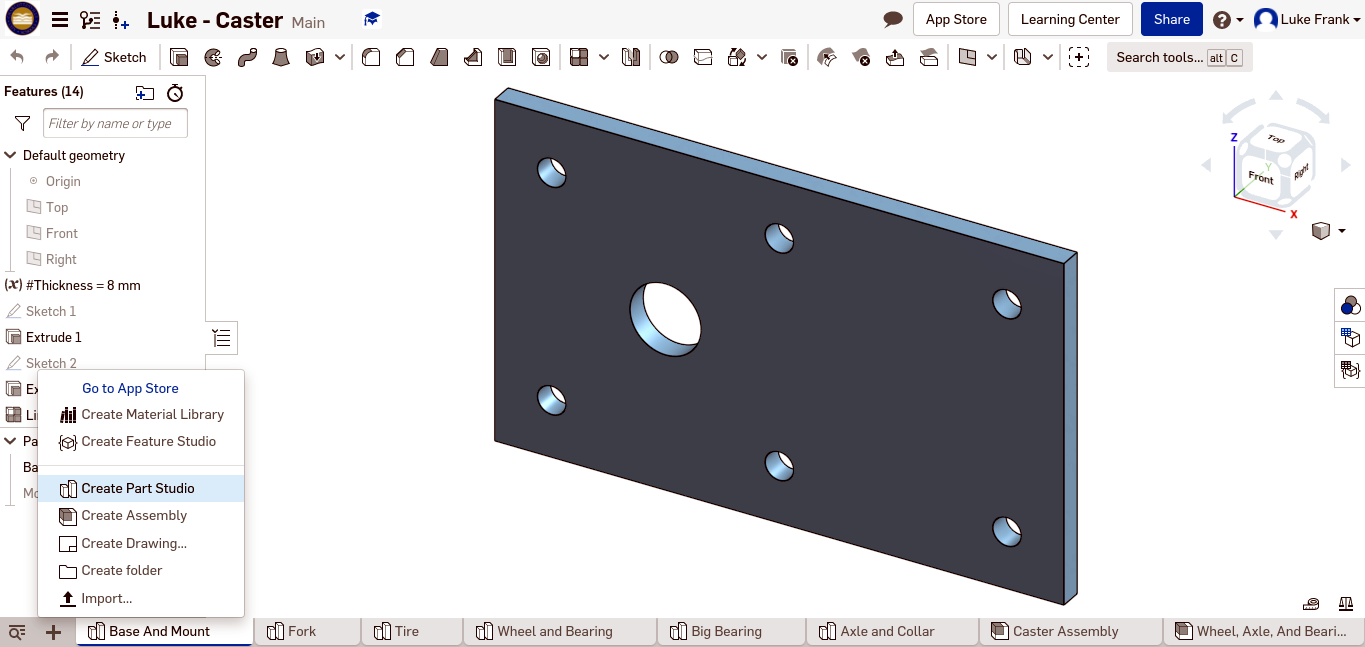 Luke - Caster Main
App Store
Learning Center
Share
Luke Frank
Sketch
Search tools... alt C
Features (14)
Filter by name or type
Default geometry
Origin
Top
Front
Right
(x) #Thickness = 8 mm
Sketch 1
Extrude 1
Sketch 2
Ex
Li
Pa
Ba
Mo
Go to App Store
Create Material Library
Create Feature Studio
Create Part Studio
Create Assembly
Create Drawing...
Create folder
Import...
Z
Top
Y
Front
Right
X
Base And Mount
Fork
Tire
Wheel and Bearing
Big Bearing
Axle and Collar
Caster Assembly
Wheel, Axle, And Beari...